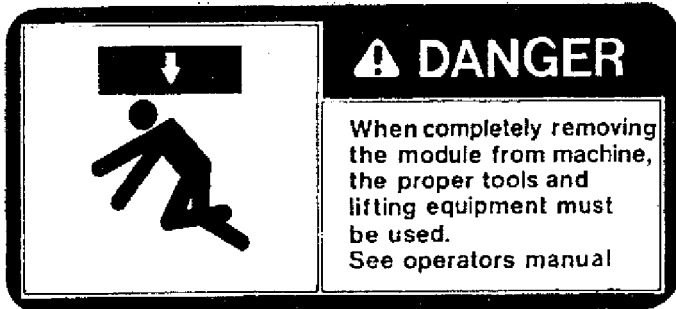 DANGER
When completely removing
the module from machine,
the proper tools and
lifting equipment must
be used.
See operators manual